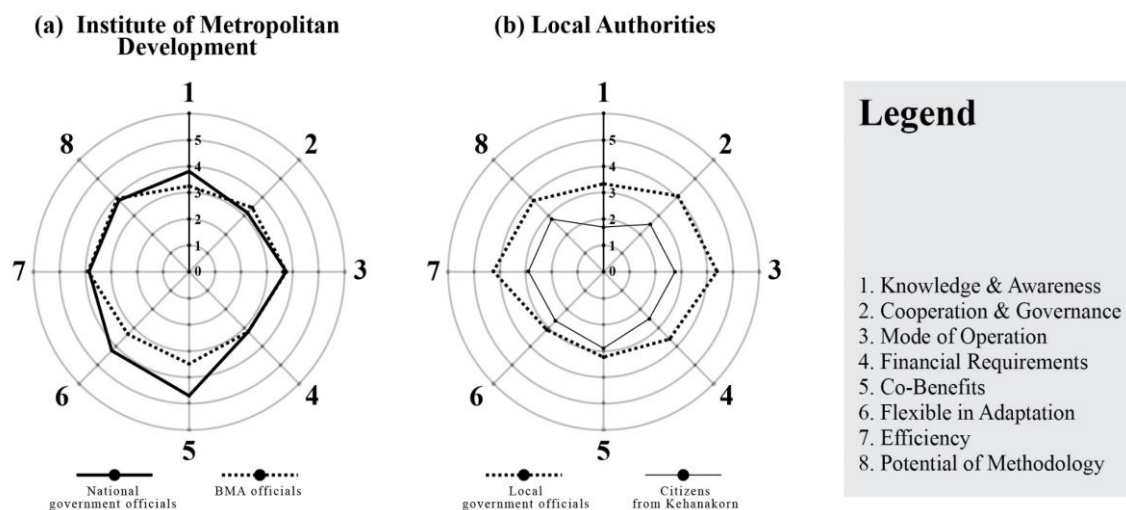 (a) Institute of Metropolitan
Development
1
2
3
4
5
6
7
8
5
4
3
2
1
0
National
government officials
BMA officials
(b) Local Authorities
1
2
3
4
5
6
7
8
5
4
3
2
1
0
Local
government officials
Citizens
from Kehanakorn
Legend
1. Knowledge & Awareness
2. Cooperation & Governance
3. Mode of Operation
4. Financial Requirements
5. Co-Benefits
6. Flexible in Adaptation
7. Efficiency
8. Potential of Methodology